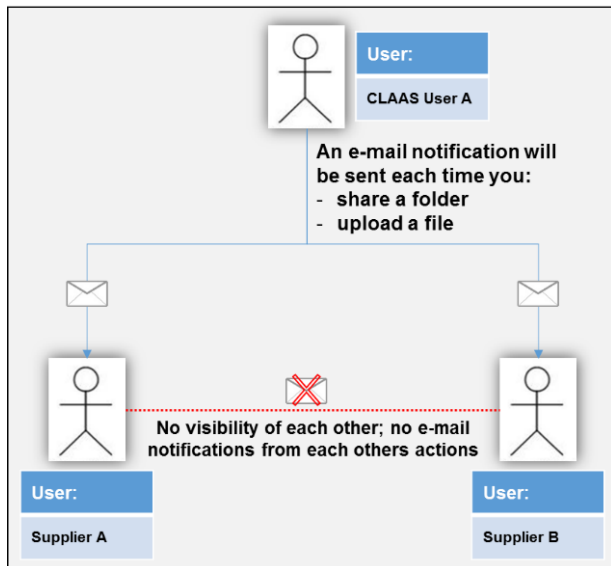 User:
CLAAS User A
An e-mail notification will
be sent each time you:
- share a folder
- upload a file
No visibility of each other; no e-mail
notifications from each others actions
User:
Supplier A
User:
Supplier B